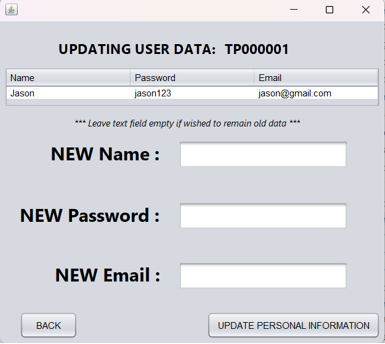 UPDATING USER DATA: TP000001
Name Password Email
Jason jason123 jason@gmail.com
*** Leave text field empty if wished to remain old data ***
NEW Name :
NEW Password :
NEW Email :
BACK UPDATE PERSONAL INFORMATION